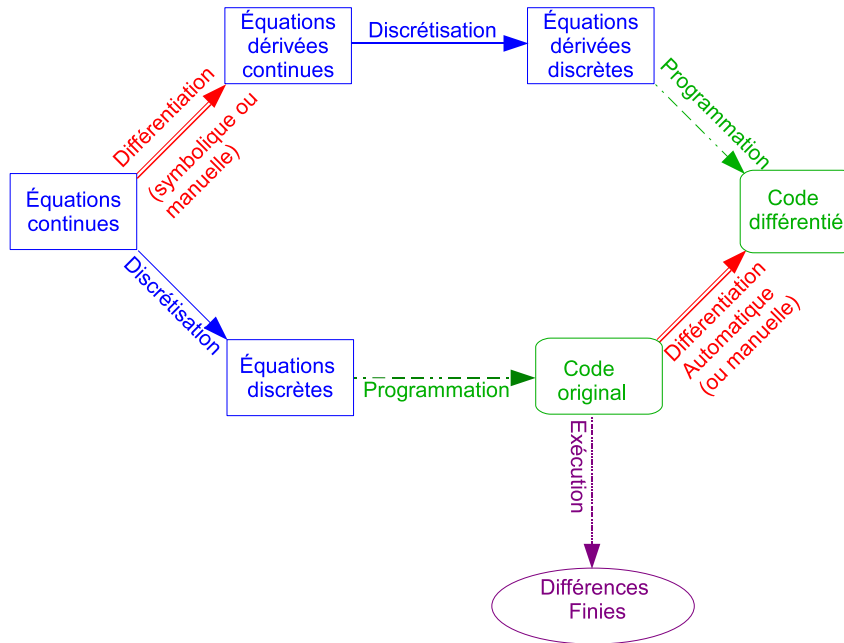 Équations
dérivées
continues
Discrétisation
Équations
dérivées
discrètes
Différentiation
(symbolique ou
manuelle)
Programmation
Équations
continues
Code
différentié
Discrétisation
Équations
discrètes
Programmation
Code
original
Différentiation
Automatique
(ou manuelle)
Exécution
Différences
Finies